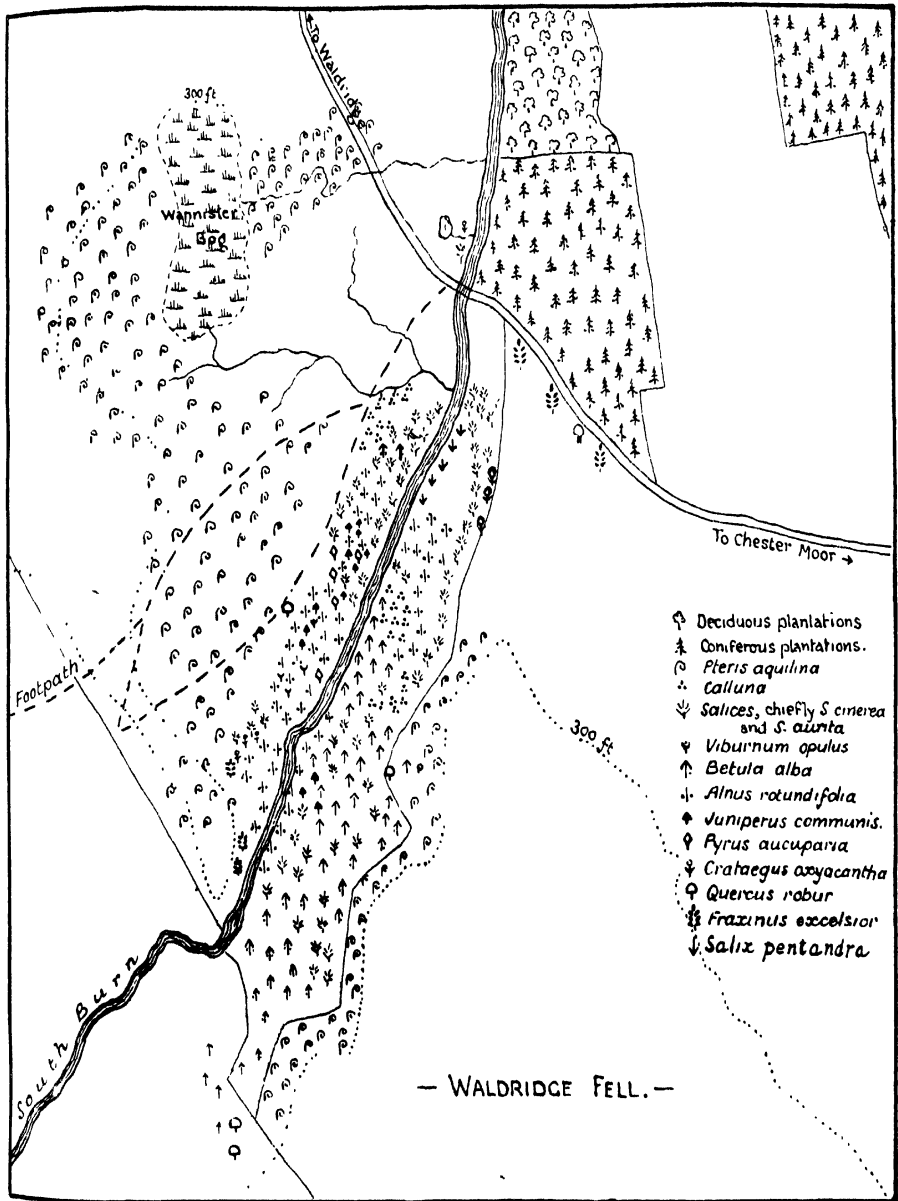 To Waldridge
300 ft
Wannister
Bog
To Chester Moor →
Footpath
300 ft
Deciduous plantations
Coniferous plantations.
Pteris aquilina
Calluna
Salices, chiefly S cinerea
and S. aurita
Viburnum opulus
Betula alba
Alnus rotundifolia
Juniperus communis.
Pyrus aucuparia
Crataegus oxyacantha
Quercus robur
Fraxinus excelsior
Salix pentandra
South Burn
— WALDRIDGE FELL. —